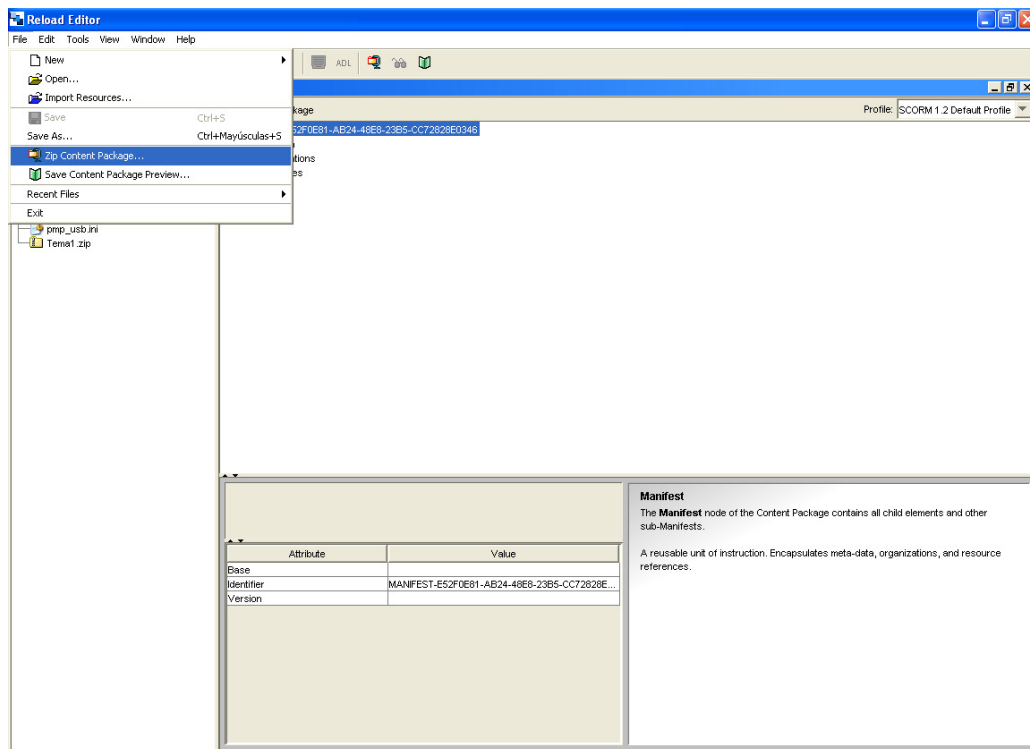 Reload Editor
File Edit Tools View Window Help
New
Open...
Import Resources...
Save Ctrl+S
Save As... Ctrl+Mayúsculas+S
Zip Content Package...
Save Content Package Preview...
Recent Files
Exit
ADL
kage
Profile: SCORM 1.2 Default Profile
52F0E81-AB24-48E8-23B5-CC72828E0346
tions
es
pmp_usb.ini
Tema1.zip
Attribute Value
Base
Identifier MANIFEST-E52F0E81-AB24-48E8-23B5-CC72828E...
Version
Manifest
The Manifest node of the Content Package contains all child elements and other
sub-Manifests.
A reusable unit of instruction. Encapsulates meta-data, organizations, and resource
references.